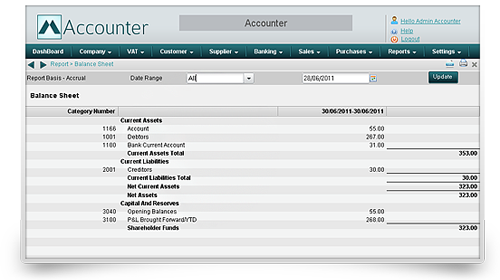 Accounter
Accounter
Hello Admin Accounter
Help
Logout
DashBoard Company VAT Customer Supplier Banking Sales Purchases Reports Settings
Report > Balance Sheet
Report Basis - Accrual Date Range All 28/06/2011 Update
Balance Sheet
Category Number 30/06/2011-30/06/2011
Current Assets
1166 Account 55.00
1001 Debtors 267.00
1100 Bank Current Account 31.00
Current Assets Total 353.00
Current Liabilities
2001 Creditors 30.00
Current Liabilities Total 30.00
Net Current Assets 323.00
Net Assets 323.00
Capital And Reserves
3040 Opening Balances 55.00
3100 P&L Brought Forward/YTD 268.00
Shareholder Funds 323.00